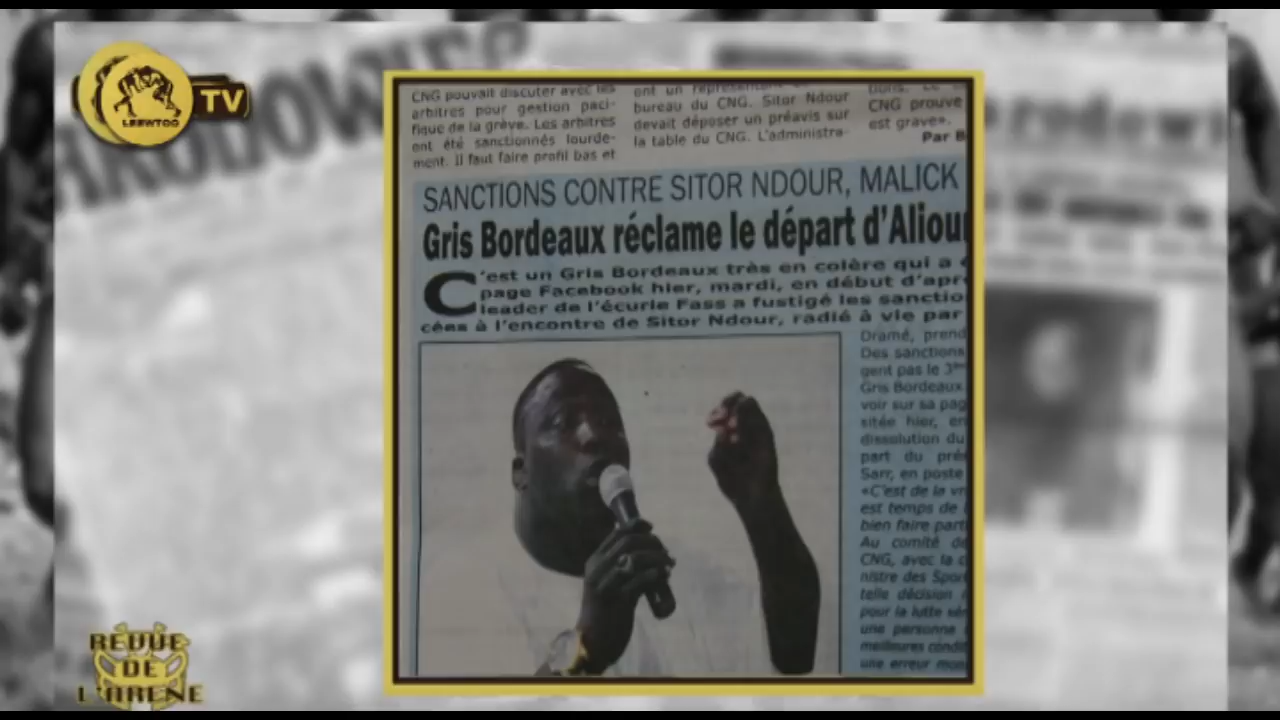 LEEWTOO
TV
CNG pouvait discuter avec les
arbitres pour gestion paci-
fique de la grève. Les arbitres
ont été sanctionnés lourde-
ment. Il faut faire profil bas et
ont un représentant
bureau du CNG. Sitor Ndour
devait déposer un préavis sur
la table du CNG. L'administra-
CNG prouve
est grave».
Par B
SANCTIONS CONTRE SITOR NDOUR, MALICK
Gris Bordeaux réclame le départ d'Aliou
C'est un Gris Bordeaux très en colère qui a
page Facebook hier, mardi, en début d'apr
leader de l'écurie Fass a fustigé les sanctio
cées à l'encontre de Sitor Ndour, radié à vie par
Dramé, prend
Des sanctions
gent pas le 3ème
Gris Bordeaux.
voir sur sa pag
sitée hier, en
dissolution du
part du prés
Sarr, en poste
«C'est de la vr
est temps de
bien faire part
Au comité de
CNG, avec la c
nistre des Spor
telle décision
pour la lutte sén
une personne
meilleures condit
une erreur mon
REVUE
DE
L'ARENE